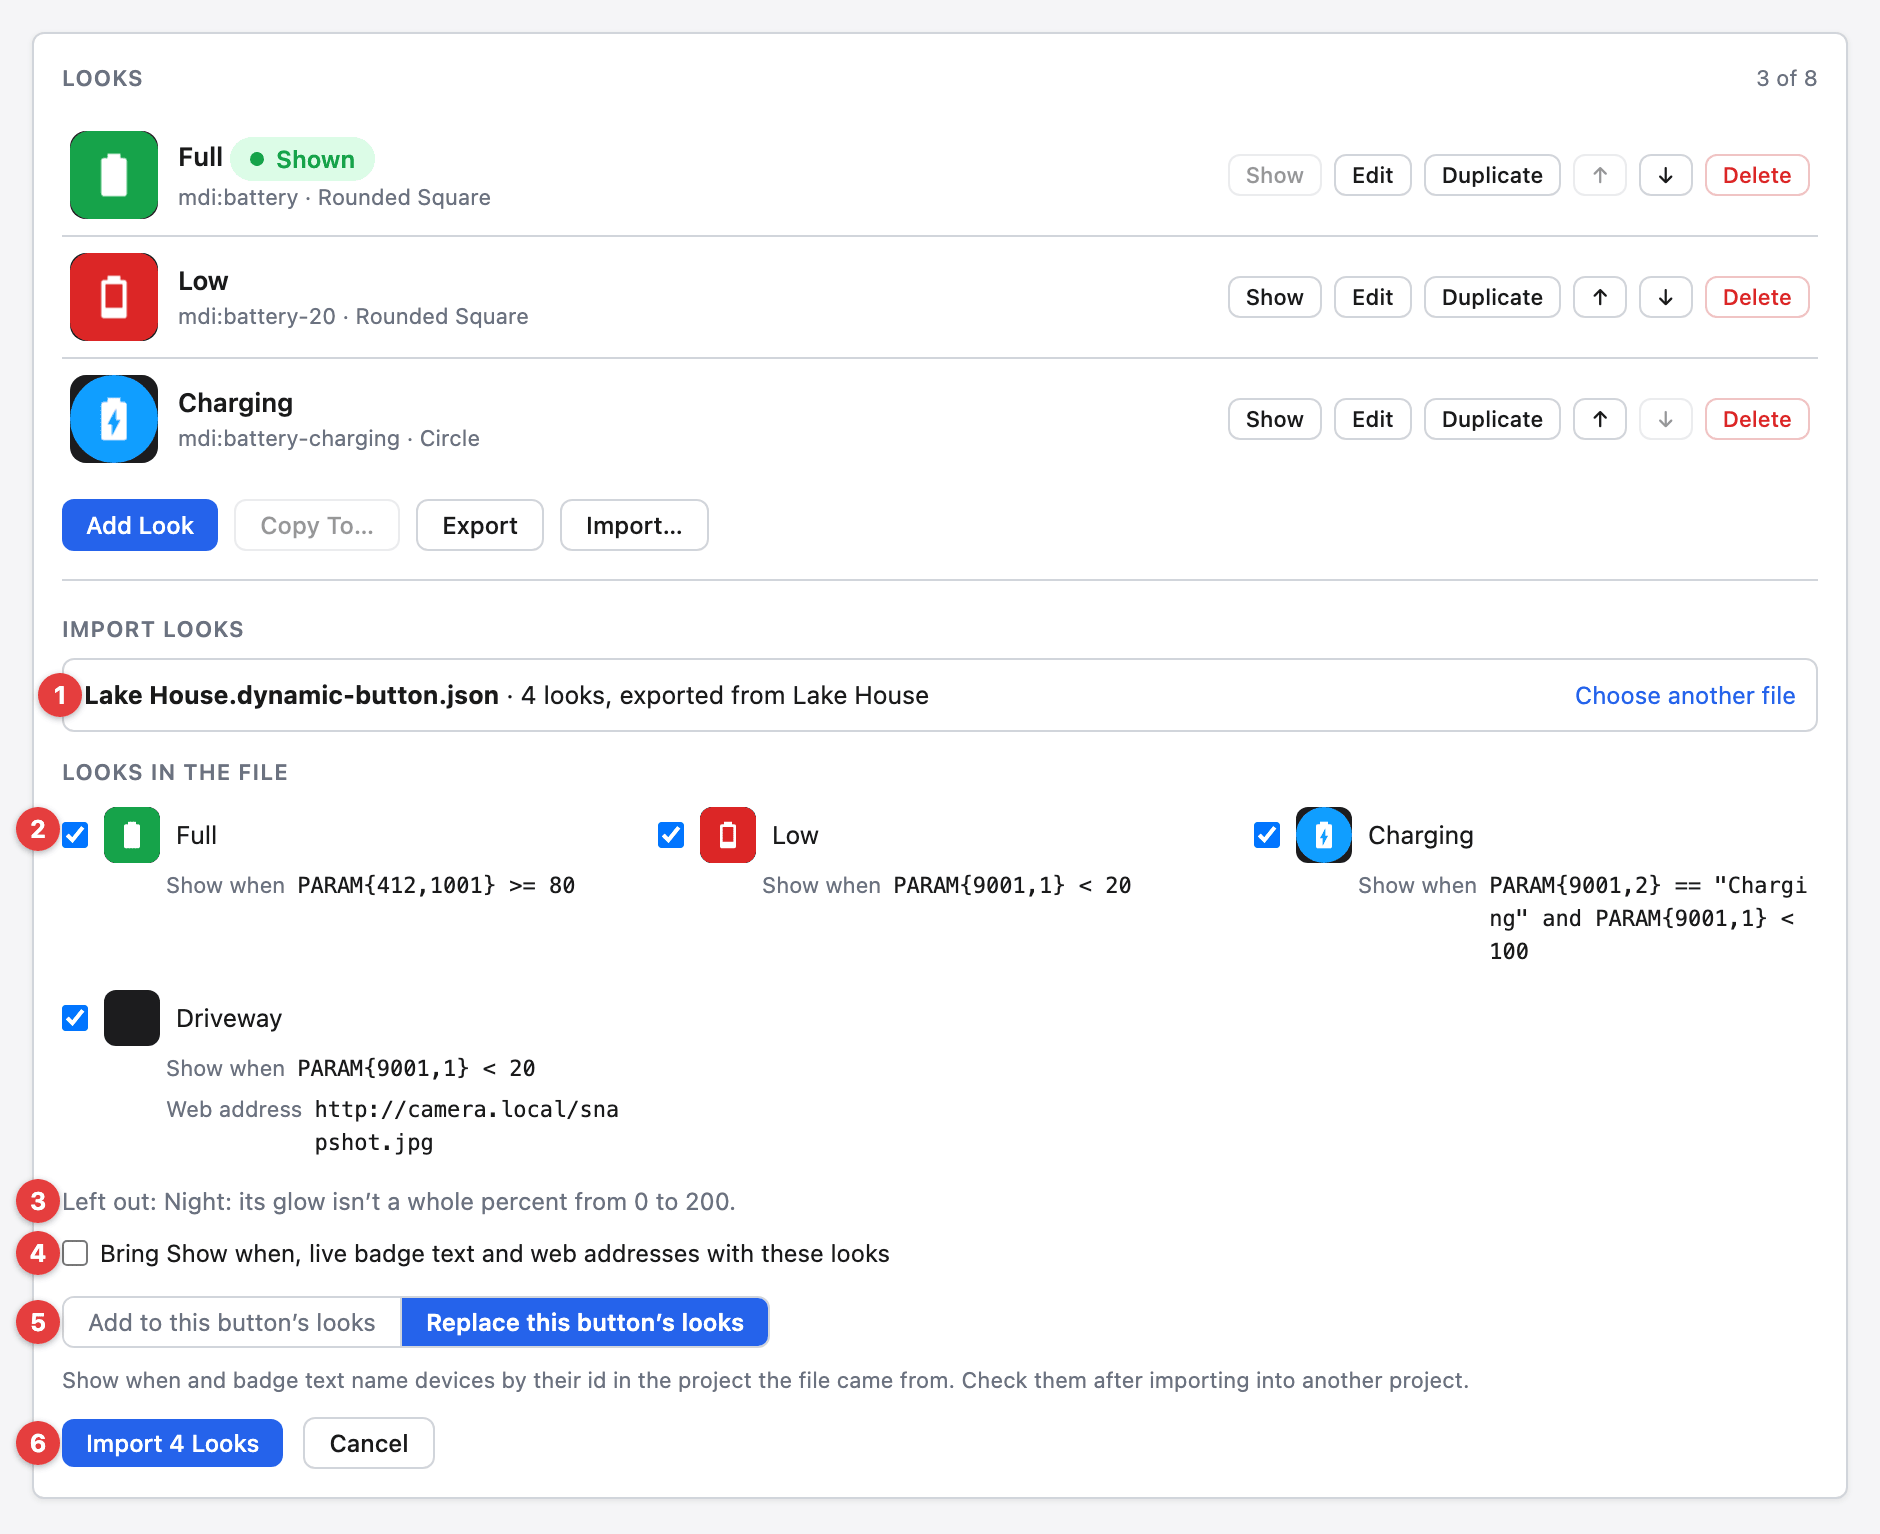 LOOKS
3 of 8
Full
Shown
mdi:battery · Rounded Square
Show Edit Duplicate ↑ ↓ Delete
Low
mdi:battery-20 · Rounded Square
Show Edit Duplicate ↑ ↓ Delete
Charging
mdi:battery-charging · Circle
Show Edit Duplicate ↑ ↓ Delete
Add Look Copy To... Export Import...
IMPORT LOOKS
1 Lake House.dynamic-button.json · 4 looks, exported from Lake House Choose another file
LOOKS IN THE FILE
2 Full
Show when PARAM{412,1001} >= 80
Low
Show when PARAM{9001,1} < 20
Charging
Show when PARAM{9001,2} == "Chargi
ng" and PARAM{9001,1} <
100
Driveway
Show when PARAM{9001,1} < 20
Web address http://camera.local/sna
pshot.jpg
3 Left out: Night: its glow isn’t a whole percent from 0 to 200.
4 Bring Show when, live badge text and web addresses with these looks
5 Add to this button’s looks Replace this button’s looks
Show when and badge text name devices by their id in the project the file came from. Check them after importing into another project.
6 Import 4 Looks Cancel